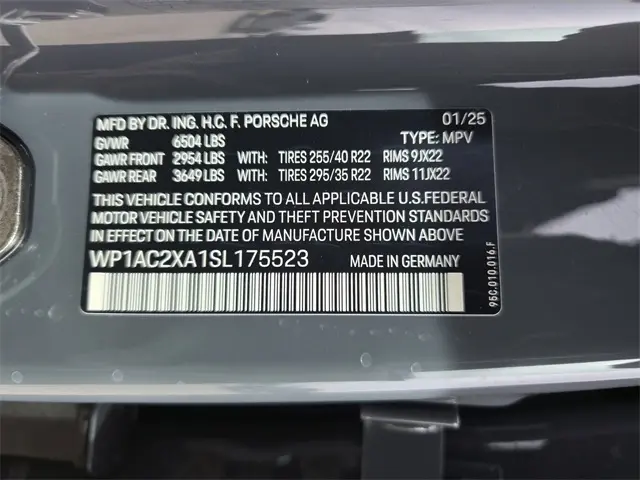 MFD BY DR. ING. H.C. F. PORSCHE AG 01/25
GVWR 6504 LBS TYPE: MPV
GAWR FRONT 2954 LBS WITH: TIRES 255/40 R22 RIMS 9JX22
GAWR REAR 3649 LBS WITH: TIRES 295/35 R22 RIMS 11JX22
THIS VEHICLE CONFORMS TO ALL APPLICABLE U.S. FEDERAL
MOTOR VEHICLE SAFETY AND THEFT PREVENTION STANDARDS
IN EFFECT ON THE DATE OF MANUFACTURE SHOWN ABOVE
WP1AC2XA1SL175523 MADE IN GERMANY
95C.010.016.F